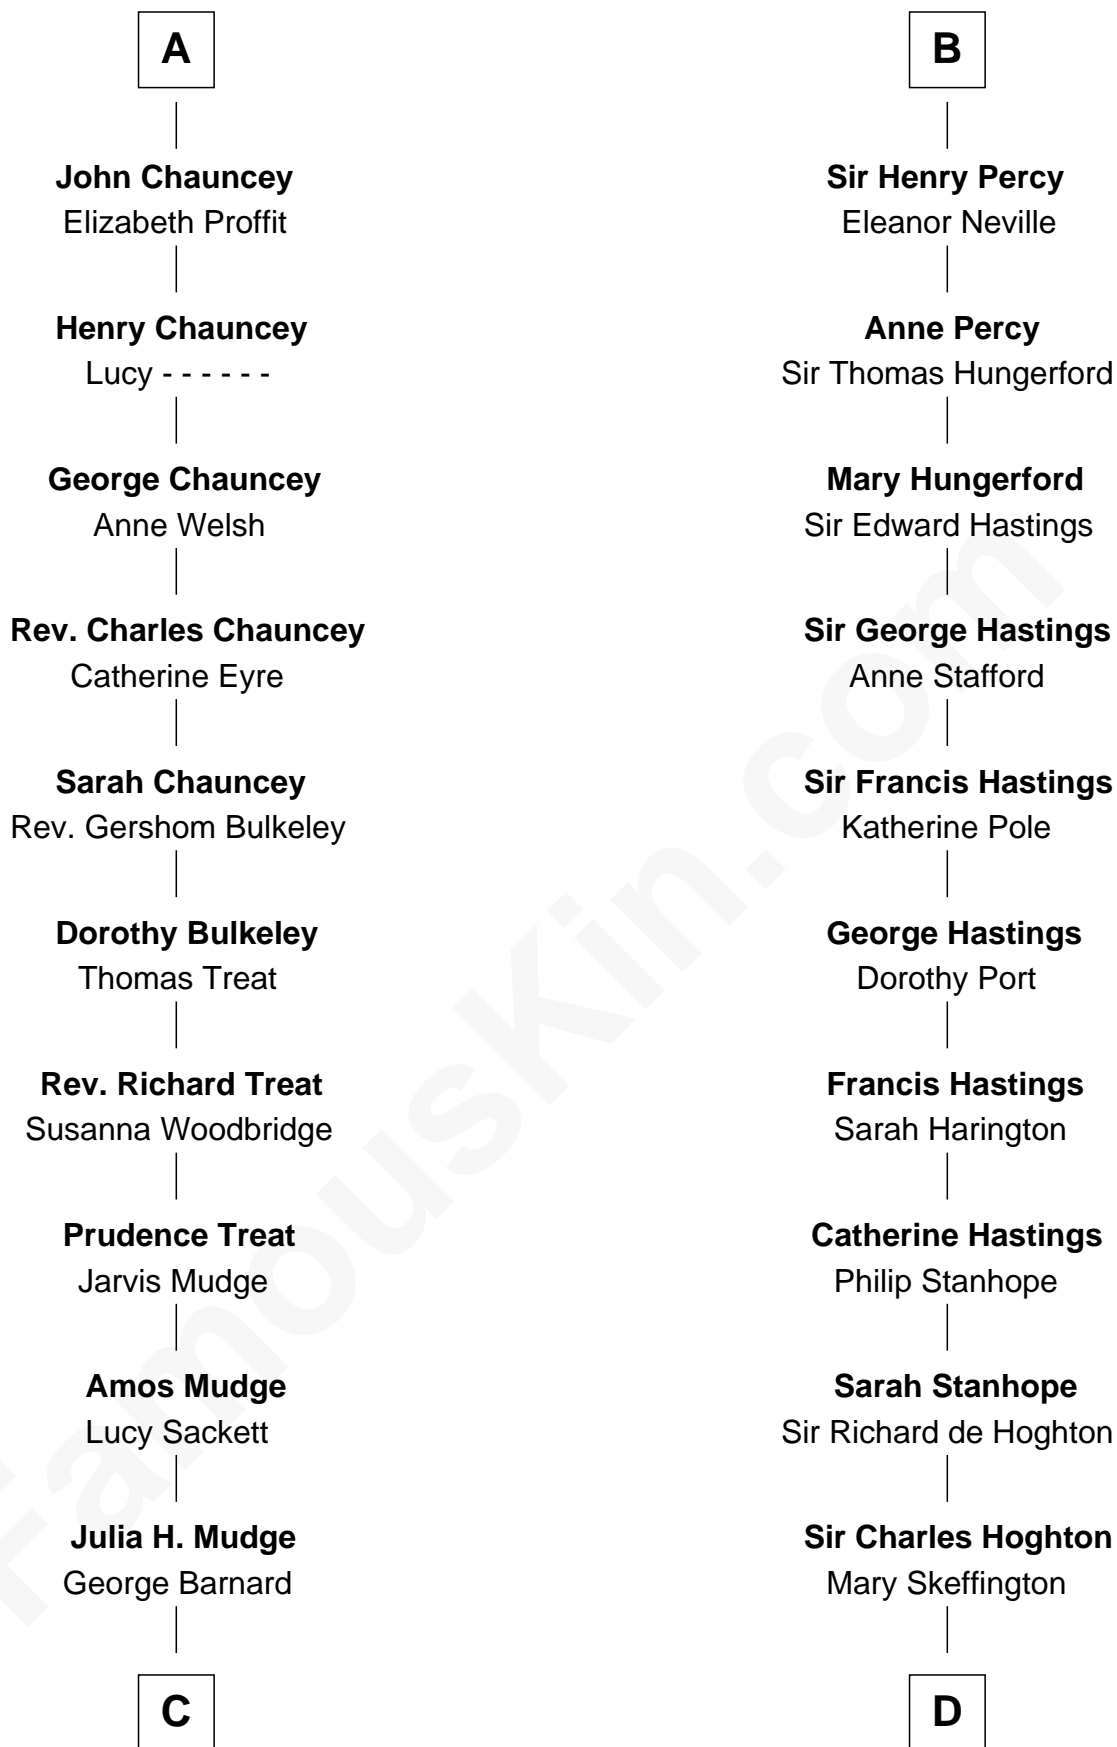 A
John Chauncey
Elizabeth Proffit
Henry Chauncey
Lucy - - - - - -
George Chauncey
Anne Welsh
Rev. Charles Chauncey
Catherine Eyre
Sarah Chauncey
Rev. Gershom Bulkeley
Dorothy Bulkeley
Thomas Treat
Rev. Richard Treat
Susanna Woodbridge
Prudence Treat
Jarvis Mudge
Amos Mudge
Lucy Sackett
Julia H. Mudge
George Barnard
C
B
Sir Henry Percy
Eleanor Neville
Anne Percy
Sir Thomas Hungerford
Mary Hungerford
Sir Edward Hastings
Sir George Hastings
Anne Stafford
Sir Francis Hastings
Katherine Pole
George Hastings
Dorothy Port
Francis Hastings
Sarah Harington
Catherine Hastings
Philip Stanhope
Sarah Stanhope
Sir Richard de Hoghton
Sir Charles Hoghton
Mary Skeffington
D
FamousKin.com